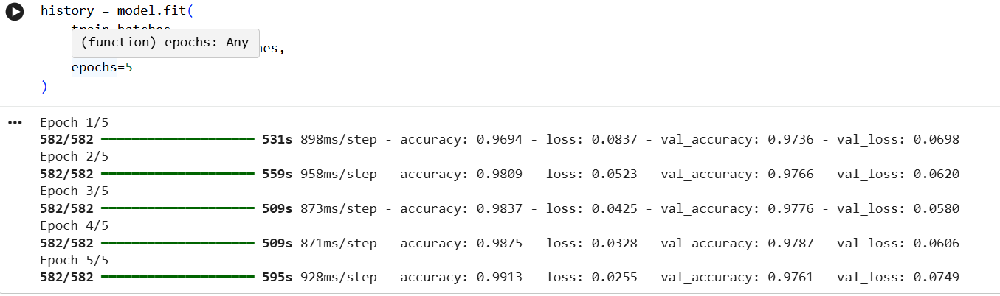 history = model.fit(
(function) epochs: Any
hes,
epochs=5
)
Epoch 1/5
582/582 531s 898ms/step - accuracy: 0.9694 - loss: 0.0837 - val_accuracy: 0.9736 - val_loss: 0.0698
Epoch 2/5
582/582 559s 958ms/step - accuracy: 0.9809 - loss: 0.0523 - val_accuracy: 0.9766 - val_loss: 0.0620
Epoch 3/5
582/582 509s 873ms/step - accuracy: 0.9837 - loss: 0.0425 - val_accuracy: 0.9776 - val_loss: 0.0580
Epoch 4/5
582/582 509s 871ms/step - accuracy: 0.9875 - loss: 0.0328 - val_accuracy: 0.9787 - val_loss: 0.0606
Epoch 5/5
582/582 595s 928ms/step - accuracy: 0.9913 - loss: 0.0255 - val_accuracy: 0.9761 - val_loss: 0.0749